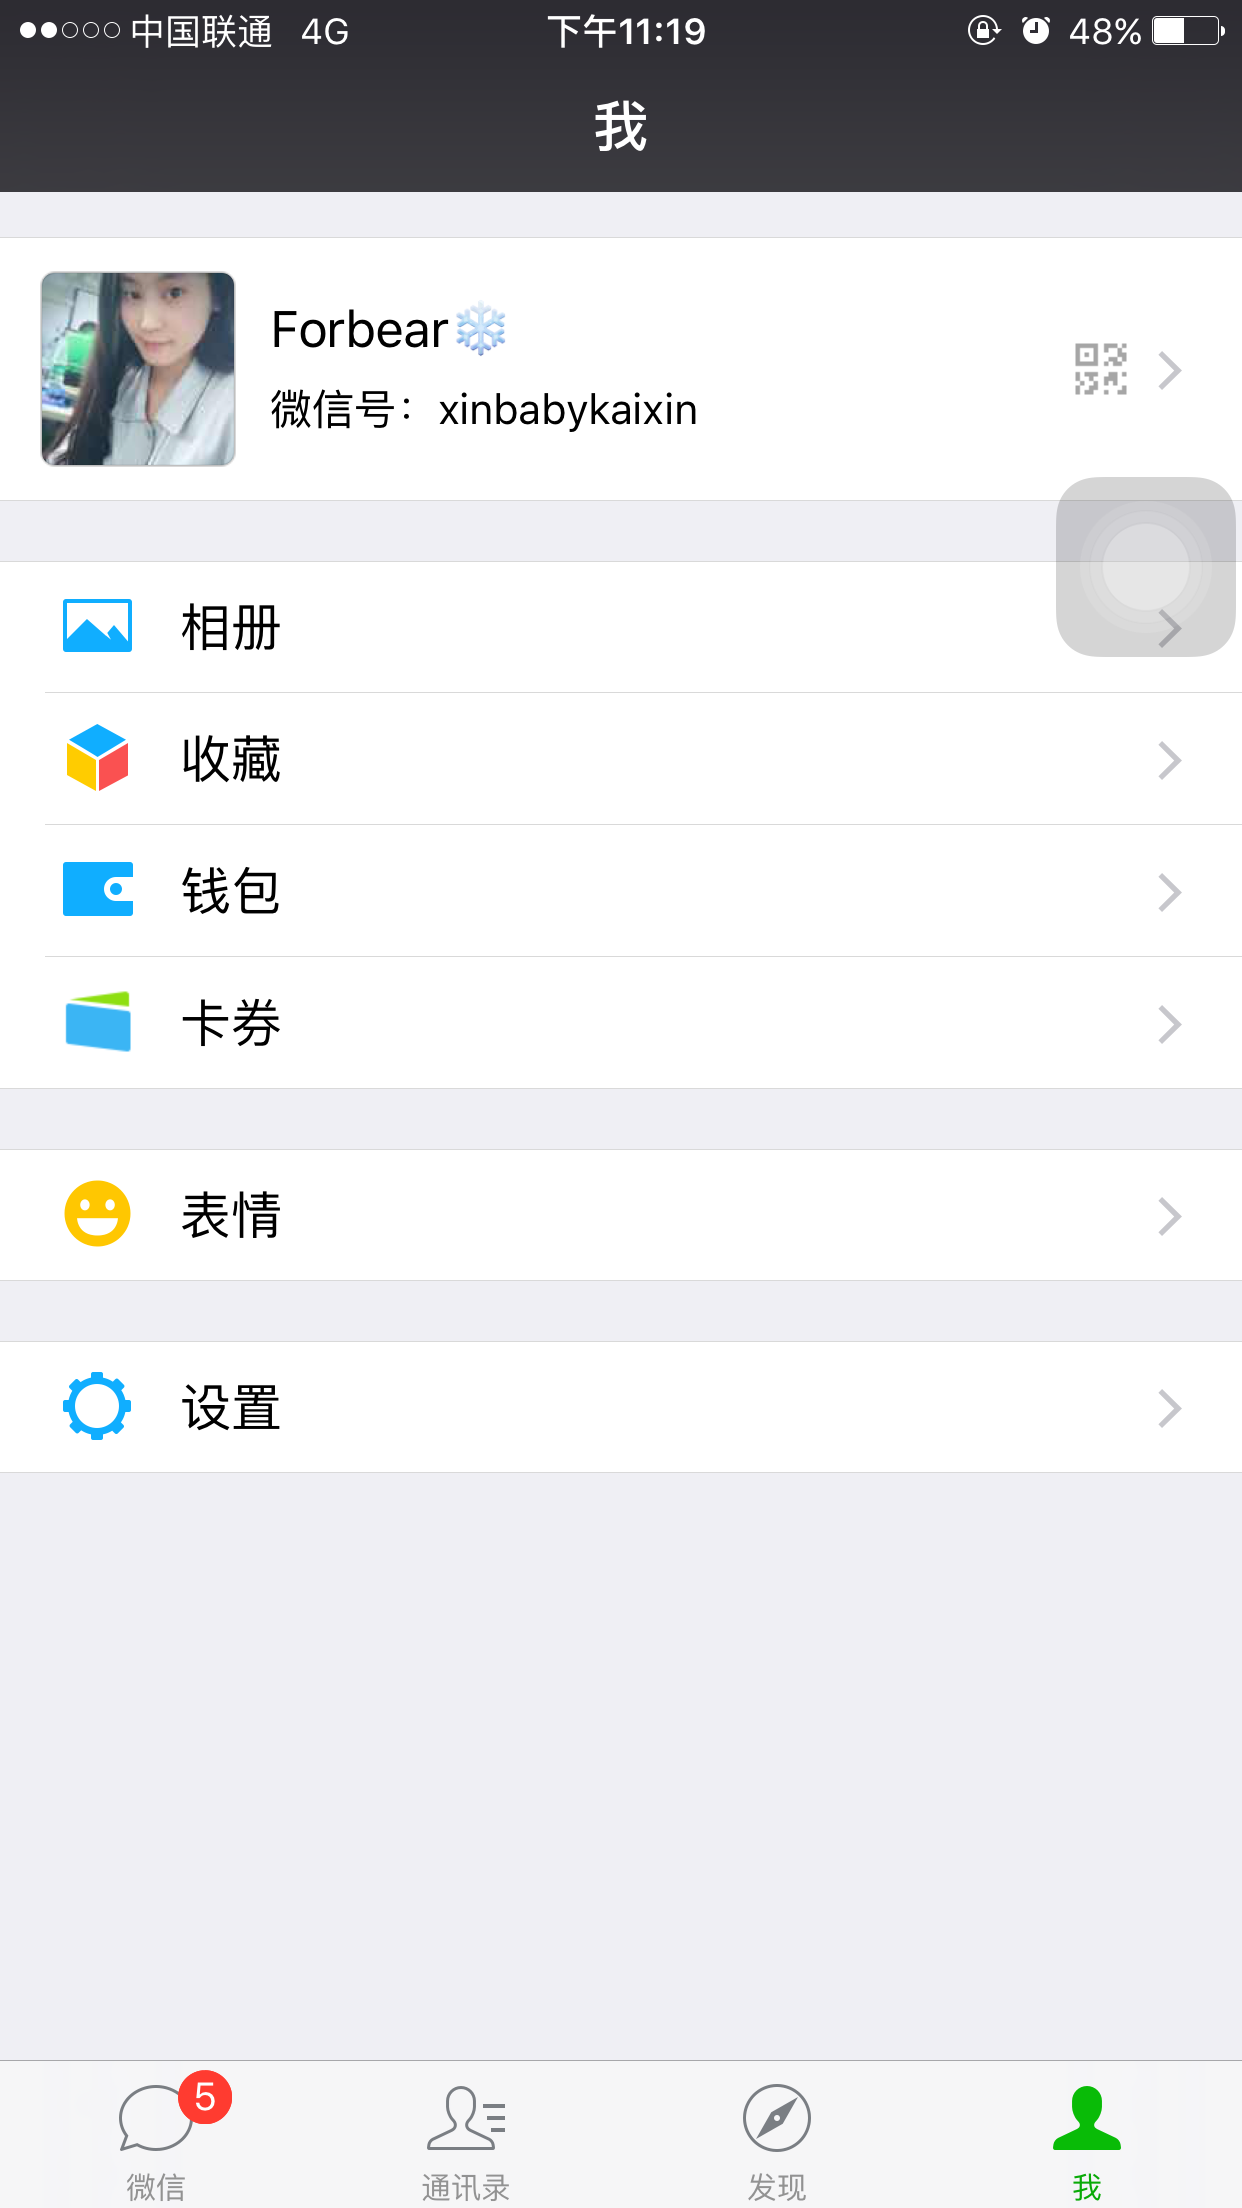 中国联通 4G 下午11:19 48%
我
Forbear❄️
微信号：xinbabykaixin
相册
收藏
钱包
卡券
表情
设置
5
微信 通讯录 发现 我